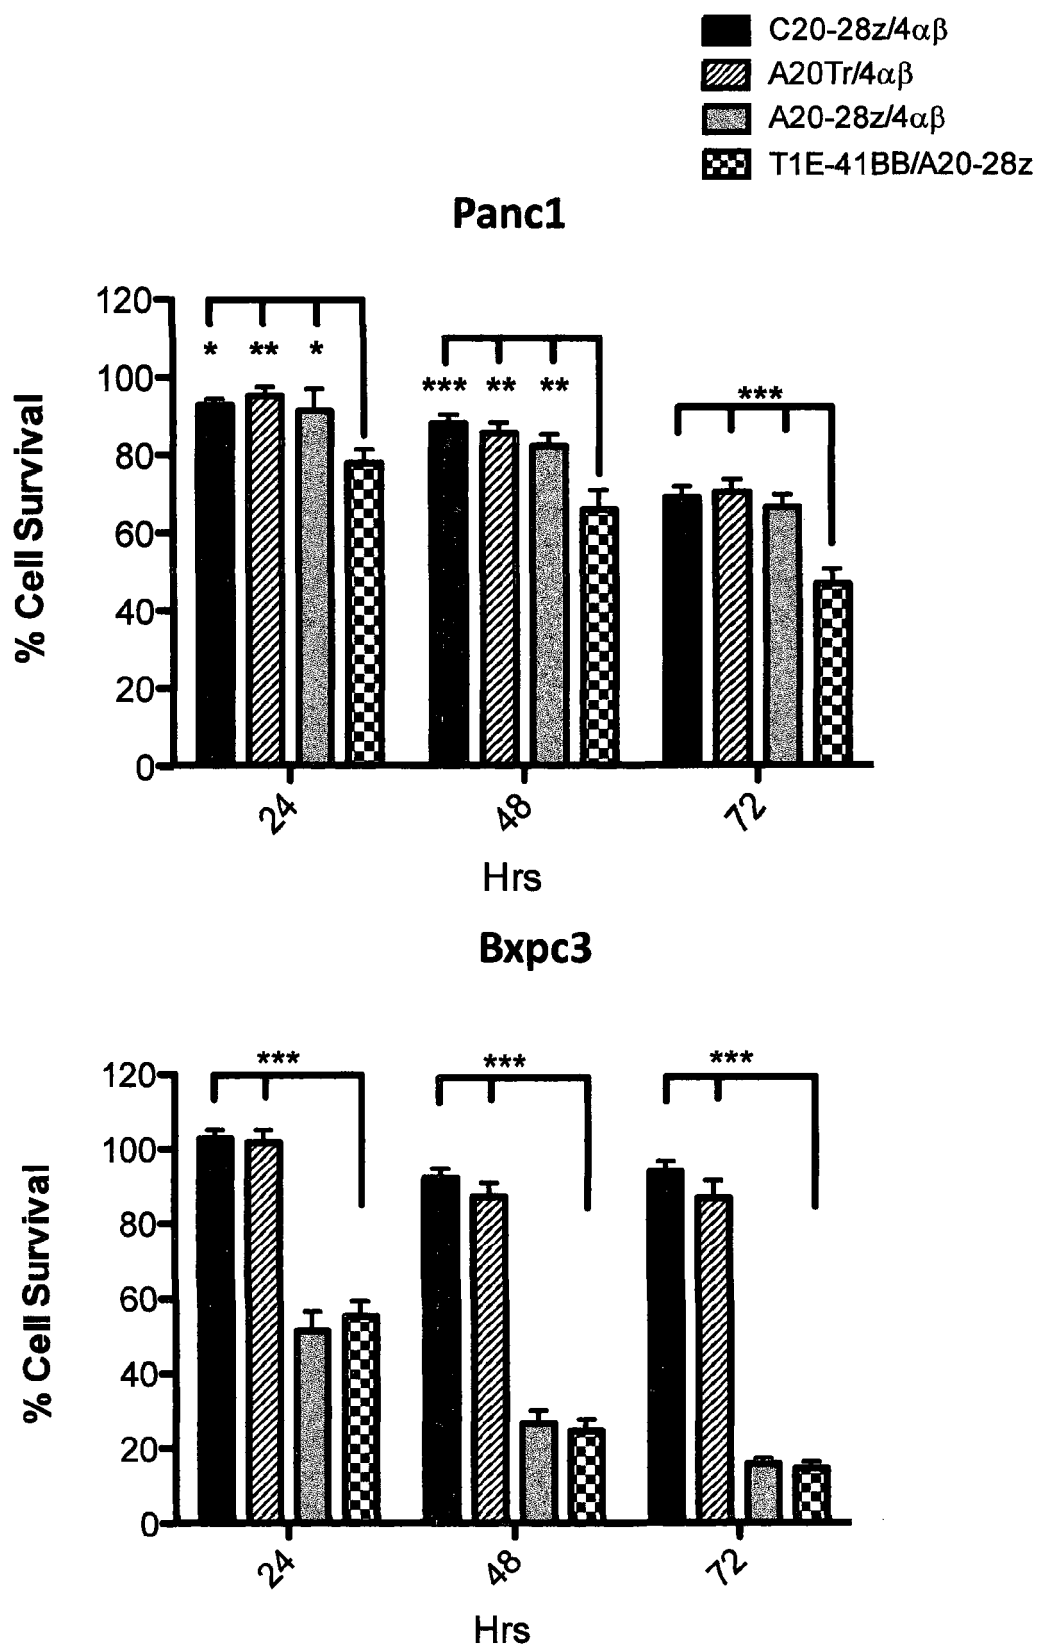 C20-28z/4αβ
A20Tr/4αβ
A20-28z/4αβ
T1E-41BB/A20-28z
Panc1
% Cell Survival
120
100
80
60
40
20
0
* ** *
*** ** **
***
24 48 72
Hrs
Bxpc3
% Cell Survival
120
100
80
60
40
20
0
*** *** ***
24 48 72
Hrs